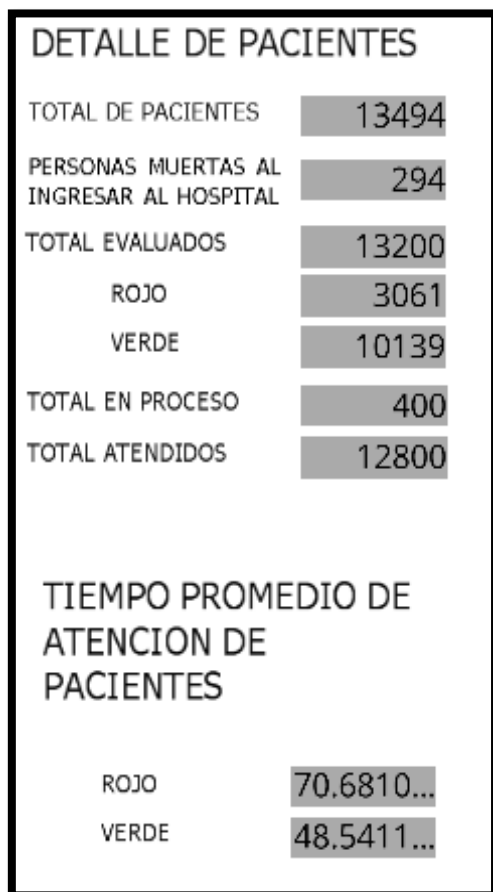 DETALLE DE PACIENTES
TOTAL DE PACIENTES 13494
PERSONAS MUERTAS AL
INGRESAR AL HOSPITAL 294
TOTAL EVALUADOS 13200
ROJO 3061
VERDE 10139
TOTAL EN PROCESO 400
TOTAL ATENDIDOS 12800
TIEMPO PROMEDIO DE
ATENCION DE
PACIENTES
ROJO 70.6810...
VERDE 48.5411...